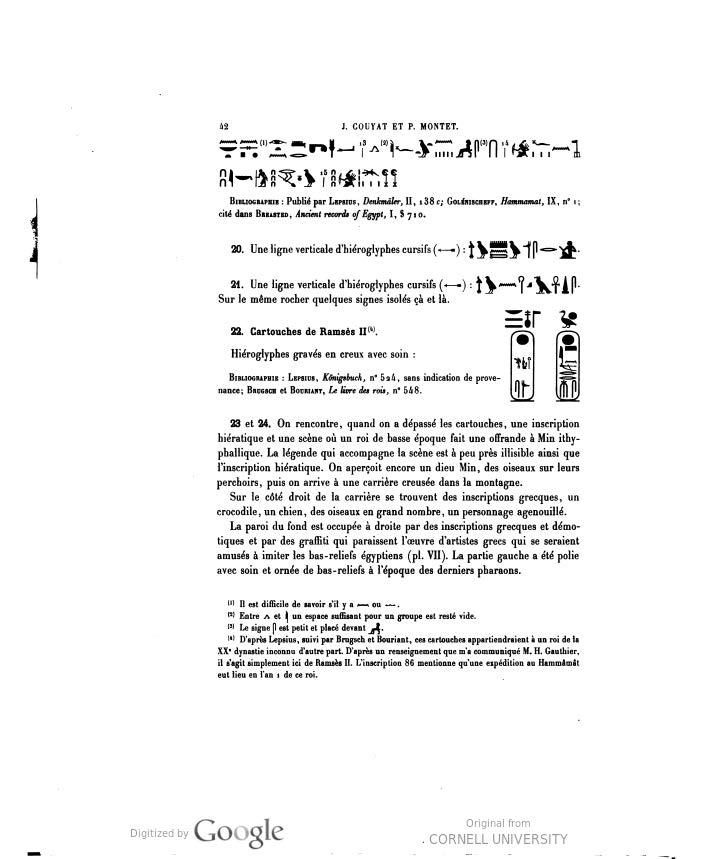 42
J. COUYAT ET P. MONTET.
BIBLIOGRAPHIE : Publié par LEPSIUS, Denkmäler, II, 138 c; GOLÉNISCHEFF, Hammamat, IX, n° 1;
cité dans BREASTED, Ancient records of Egypt, I, § 710.
20. Une ligne verticale d'hiéroglyphes cursifs (←) :
21. Une ligne verticale d'hiéroglyphes cursifs (←) :
Sur le même rocher quelques signes isolés çà et là.
22. Cartouches de Ramsès II(4).
Hiéroglyphes gravés en creux avec soin :
BIBLIOGRAPHIE : LEPSIUS, Königsbuch, n° 524, sans indication de prove-
nance; BRUGSCH et BOURIANT, Le livre des rois, n° 548.
23 et 24. On rencontre, quand on a dépassé les cartouches, une inscription
hiératique et une scène où un roi de basse époque fait une offrande à Min ithy-
phallique. La légende qui accompagne la scène est à peu près illisible ainsi que
l'inscription hiératique. On aperçoit encore un dieu Min, des oiseaux sur leurs
perchoirs, puis on arrive à une carrière creusée dans la montagne.
Sur le côté droit de la carrière se trouvent des inscriptions grecques, un
crocodile, un chien, des oiseaux en grand nombre, un personnage agenouillé.
La paroi du fond est occupée à droite par des inscriptions grecques et démo-
tiques et par des graffiti qui paraissent l'œuvre d'artistes grecs qui se seraient
amusés à imiter les bas-reliefs égyptiens (pl. VII). La partie gauche a été polie
avec soin et ornée de bas-reliefs à l'époque des derniers pharaons.
(1) Il est difficile de savoir s'il y a ou .
(2) Entre et un espace suffisant pour un groupe est resté vide.
(3) Le signe est petit et placé devant .
(4) D'après Lepsius, suivi par Brugsch et Bouriant, ces cartouches appartiendraient à un roi de la
XX° dynastie inconnu d'autre part. D'après un renseignement que m'a communiqué M. H. Gauthier,
il s'agit simplement ici de Ramsès II. L'inscription 86 mentionne qu'une expédition au Hammâmât
eut lieu en l'an 1 de ce roi.
Digitized by Google
Original from
CORNELL UNIVERSITY